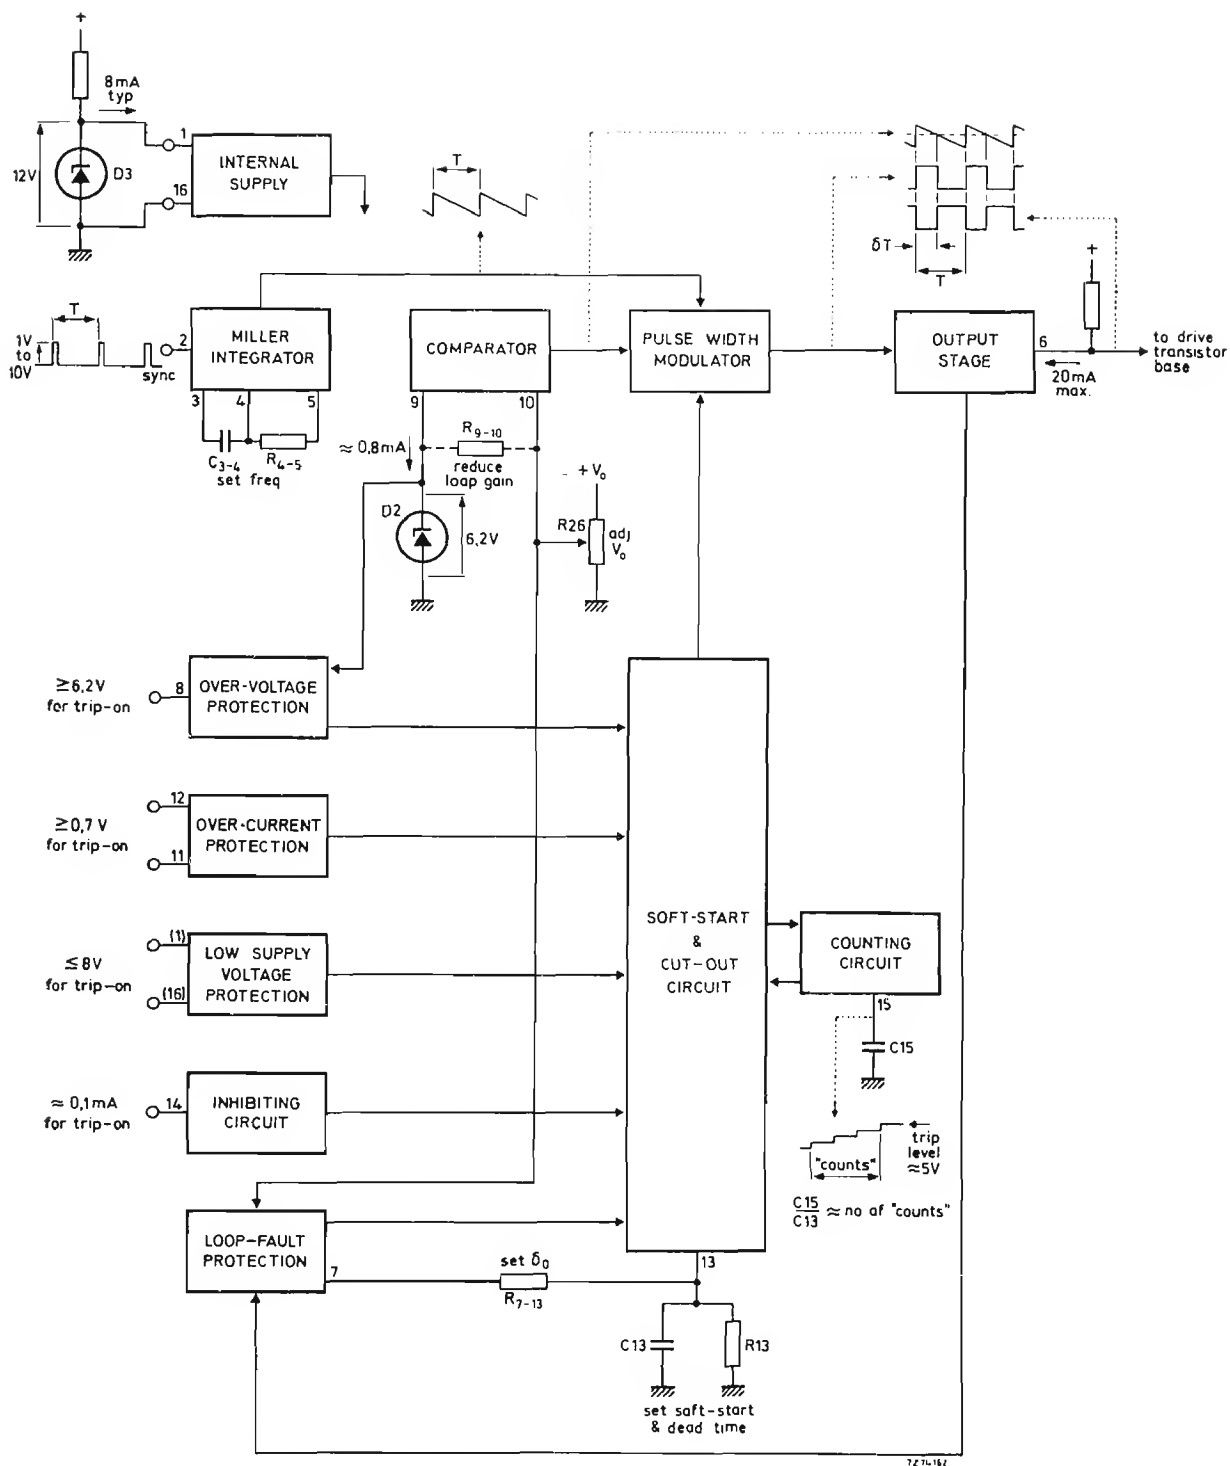 +
8mA
typ
1
12V
D3
INTERNAL
SUPPLY
16
T
δT
T
+
T
1V
to
10V
sync
2
MILLER
INTEGRATOR
COMPARATOR
PULSE WIDTH
MODULATOR
OUTPUT
STAGE
6
to drive
transistor
base
20mA
max.
3
4
5
9
10
C3-4
R4-5
set freq
≈ 0,8mA
R9-10
reduce
loap gain
+ Vo
D2
6,2V
R26
adj
Vo
≥6,2V
for trip-on
8
OVER-VOLTAGE
PROTECTION
≥0,7 V
for trip-on
12
11
OVER-CURRENT
PROTECTION
≤ 8V
for trip-on
(1)
(16)
LOW SUPPLY
VOLTAGE
PROTECTION
≈ 0,1mA
for trip-on
14
INHIBITING
CIRCUIT
SOFT-START
&
CUT-OUT
CIRCUIT
COUNTING
CIRCUIT
15
C15
"counts"
trip
level
≈5V
C15
C13
≈ no af "counts"
LOOP-FAULT
PROTECTION
7
set δ0
R7-13
13
C13
R13
set saft-start
& dead time
7Z74162